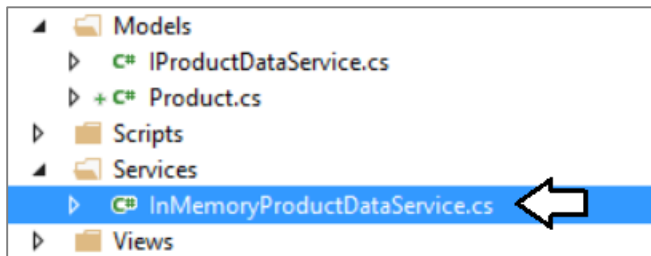 Models
C# IProductDataService.cs
+ C# Product.cs
Scripts
Services
C# InMemoryProductDataService.cs
Views